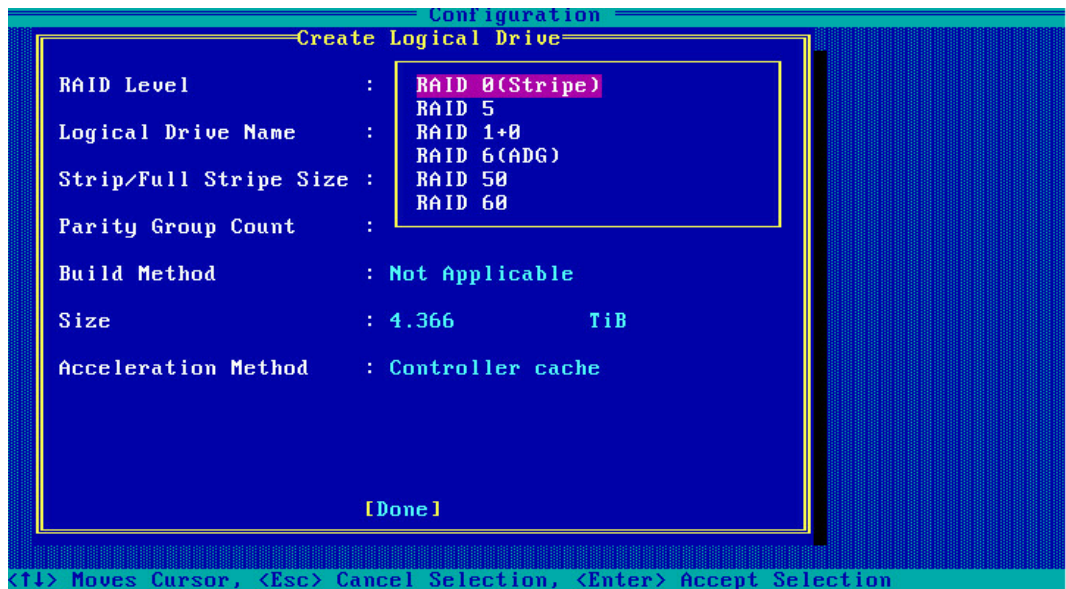 Configuration
Create Logical Drive
RAID Level : RAID 0(Stripe)
RAID 5
Logical Drive Name : RAID 1+0
RAID 6(ADG)
Strip/Full Stripe Size : RAID 50
RAID 60
Parity Group Count :
Build Method : Not Applicable
Size : 4.366 TiB
Acceleration Method : Controller cache
[Done]
<↑↓> Moves Cursor, <Esc> Cancel Selection, <Enter> Accept Selection